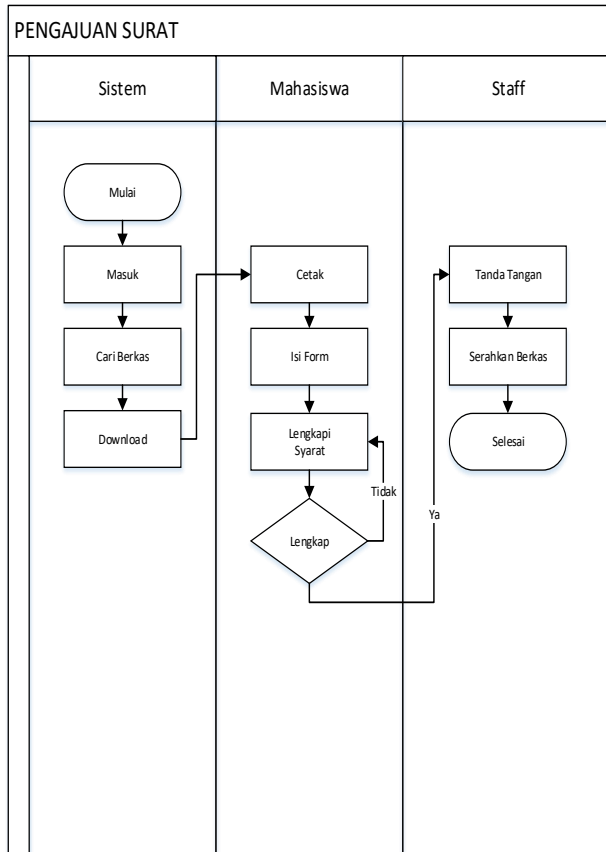 PENGAJUAN SURAT
Sistem
Mahasiswa
Staff
Mulai
Masuk
Cari Berkas
Download
Cetak
Isi Form
Lengkapi
Syarat
Tidak
Lengkap
Ya
Tanda Tangan
Serahkan Berkas
Selesai